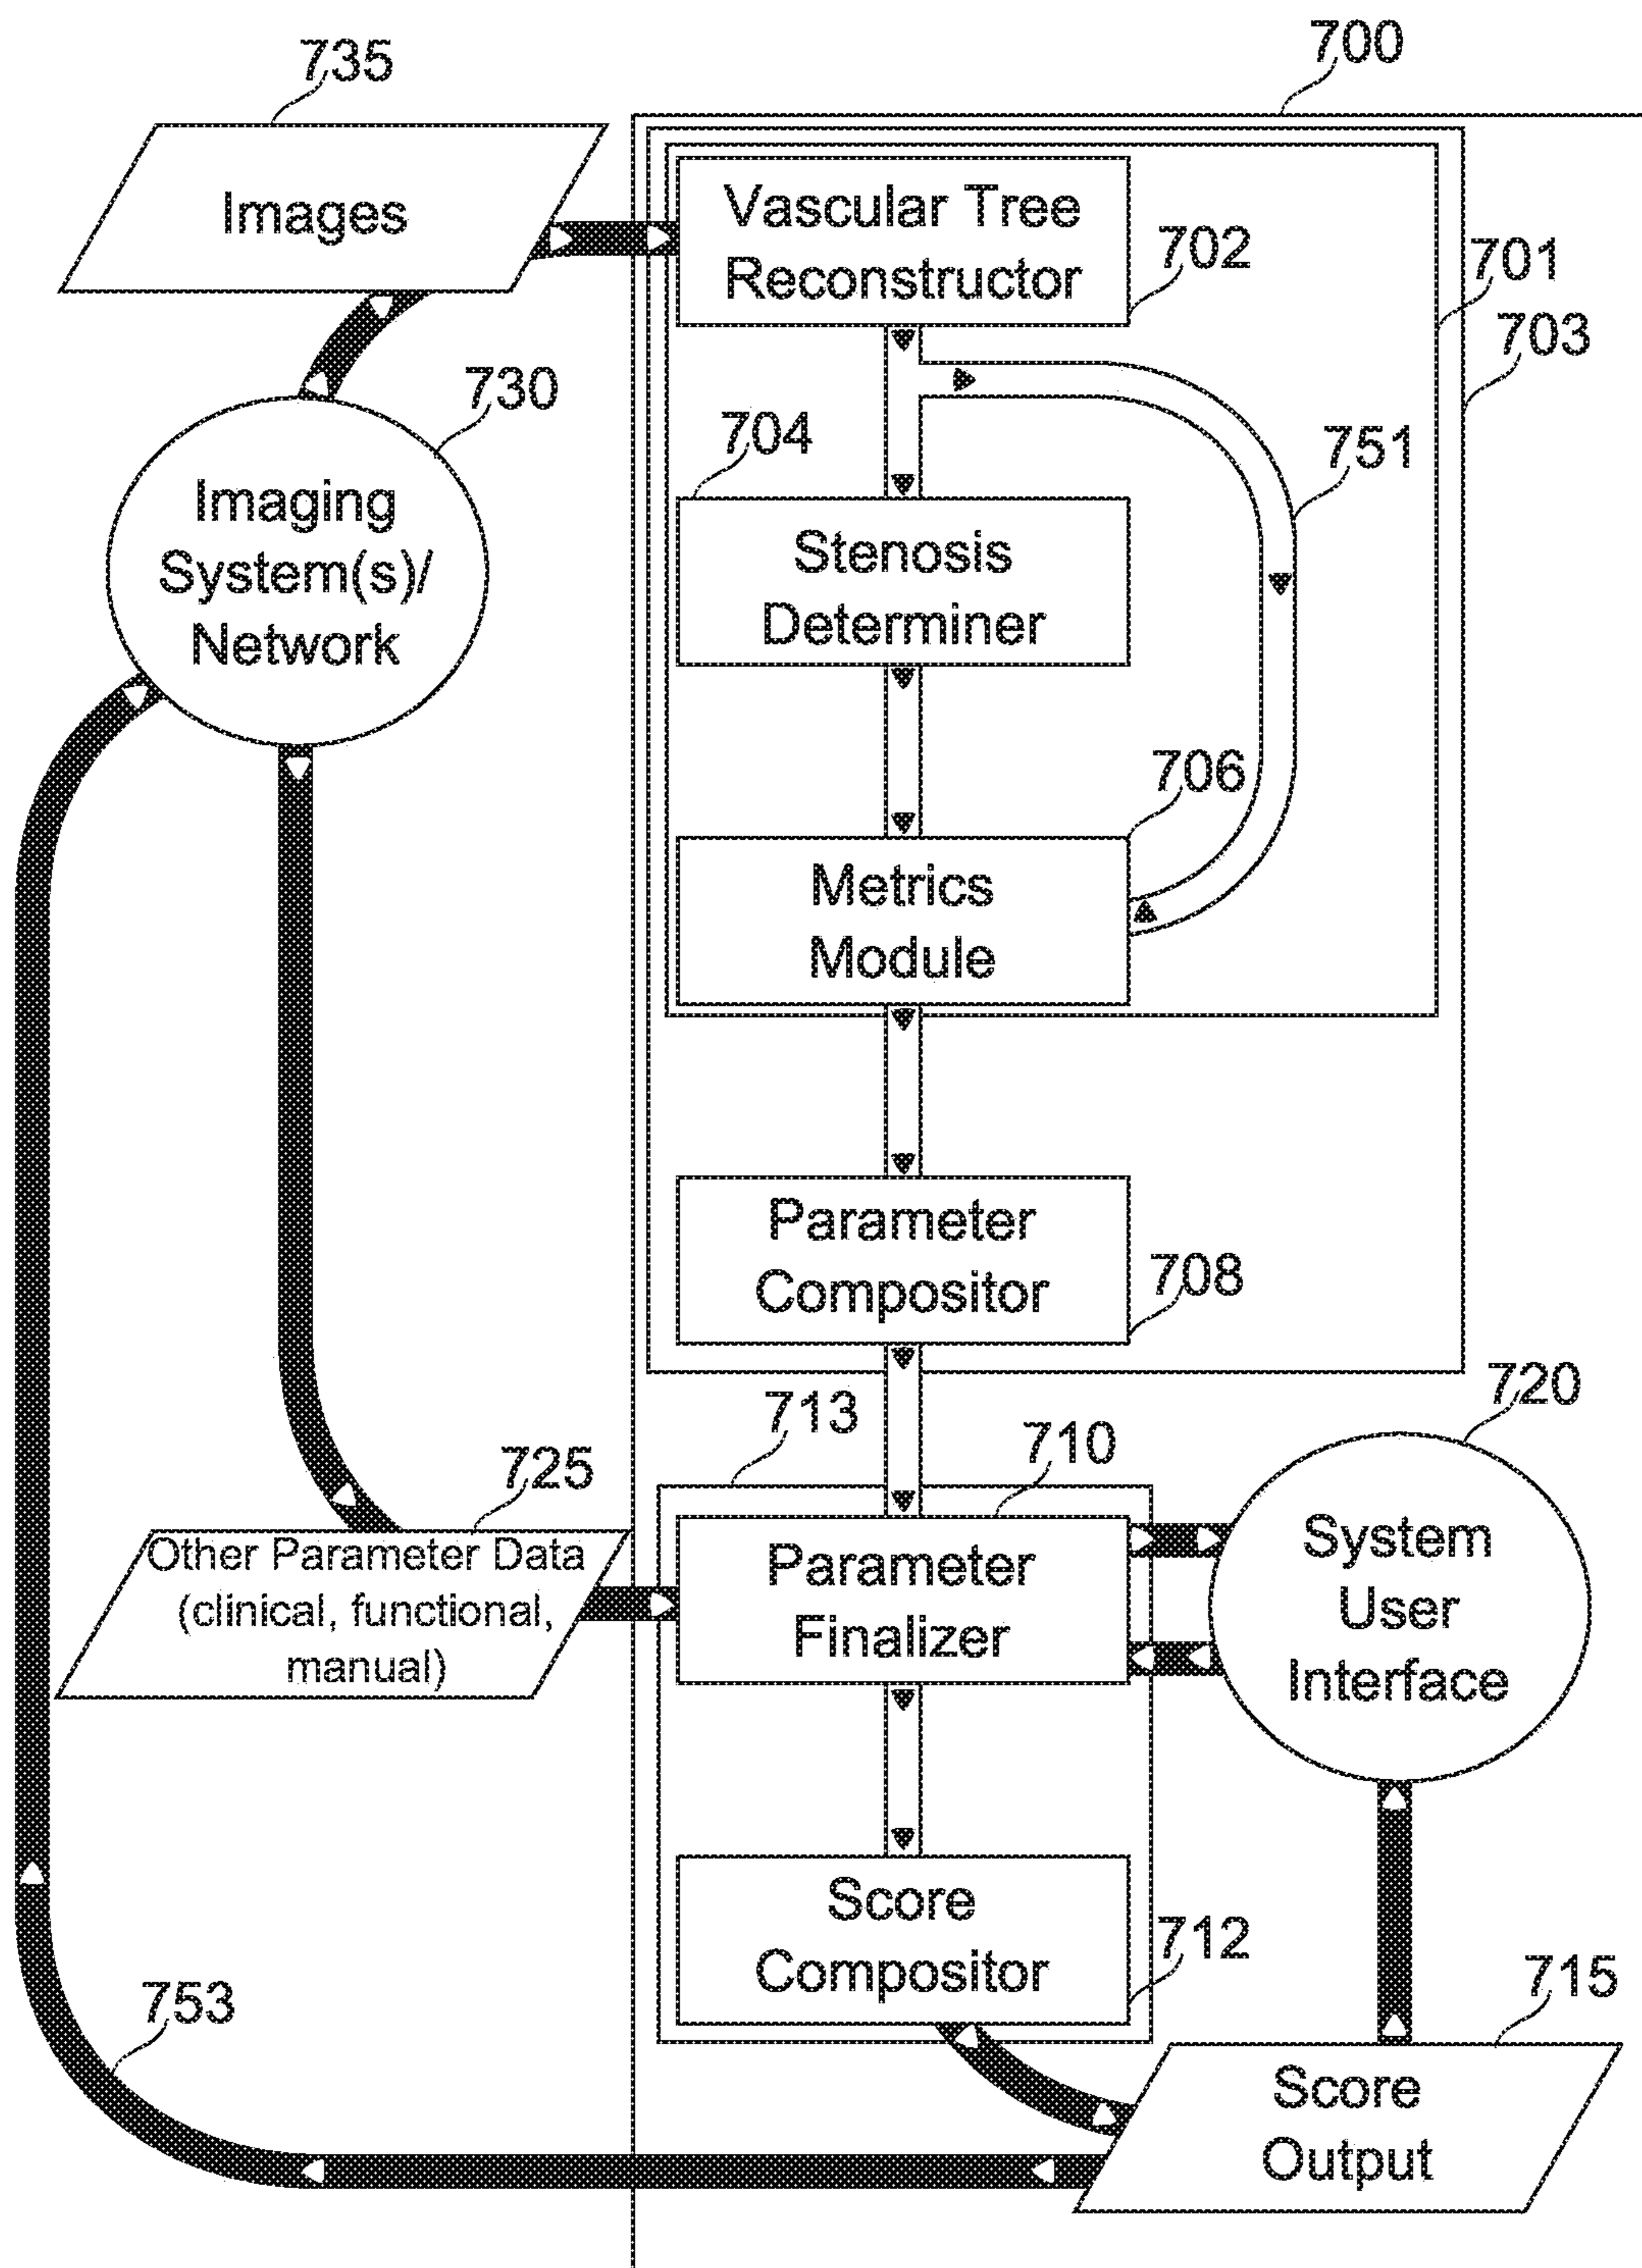 700
735
Images
Vascular Tree
Reconstructor
702
701
703
730
Imaging
System(s)/
Network
704
751
Stenosis
Determiner
706
Metrics
Module
Parameter
Compositor
708
720
713
710
725
Other Parameter Data
(clinical, functional,
manual)
Parameter
Finalizer
System
User
Interface
Score
Compositor
712
753
715
Score
Output